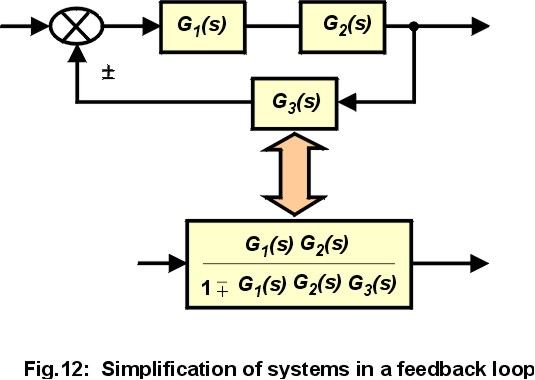 G1(s) G2(s)
±
G3(s)
G1(s) G2(s)
1 ∓ G1(s) G2(s) G3(s)
Fig.12: Simplification of systems in a feedback loop